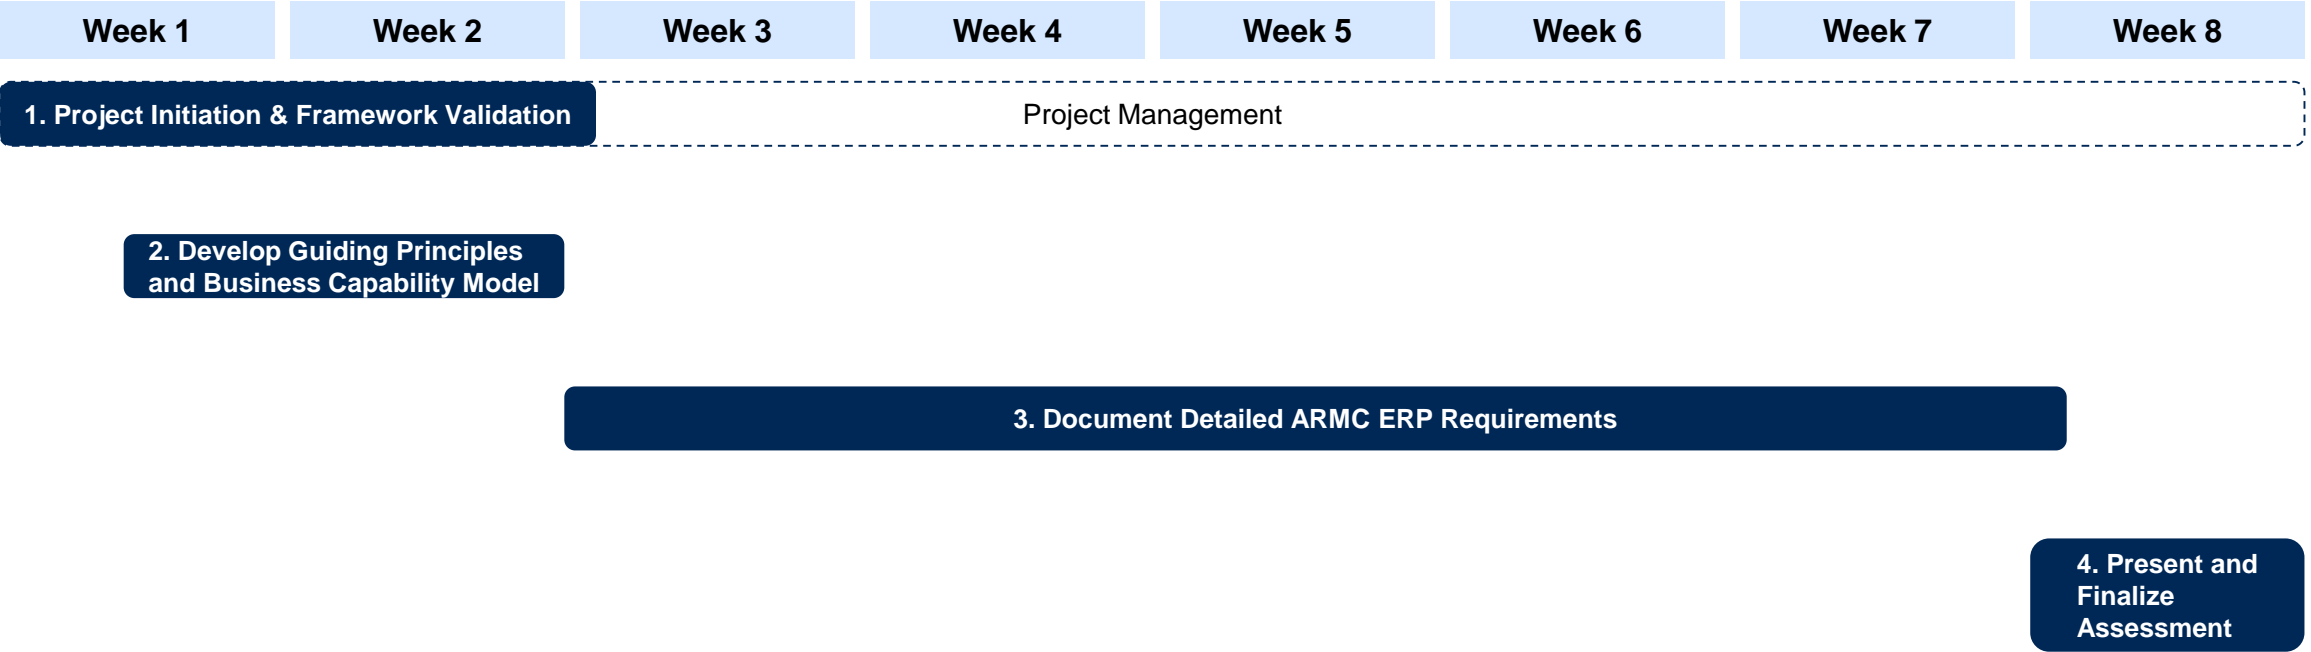 Week 1 Week 2 Week 3 Week 4 Week 5 Week 6 Week 7 Week 8
1. Project Initiation & Framework Validation Project Management
2. Develop Guiding Principles
and Business Capability Model
3. Document Detailed ARMC ERP Requirements
4. Present and
Finalize
Assessment